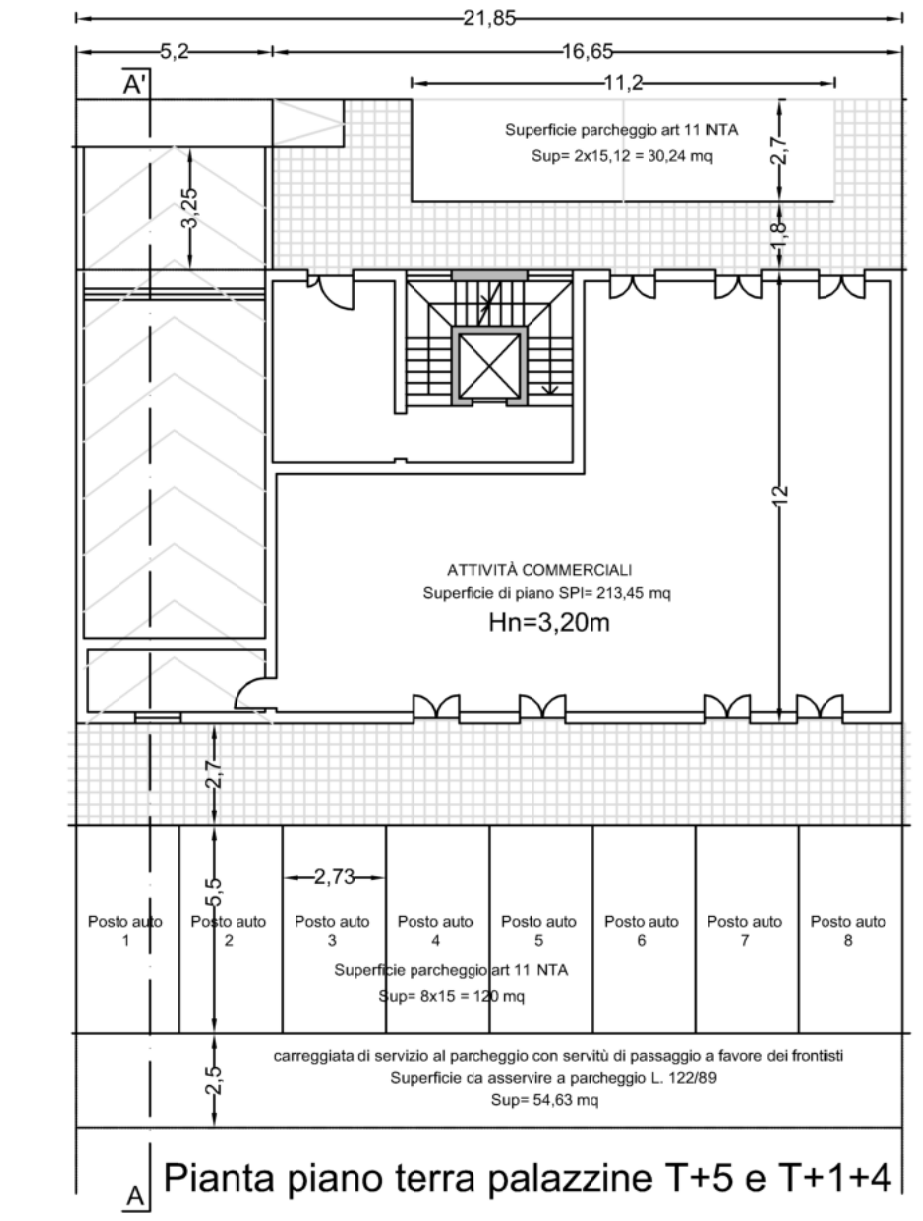 21,85
5,2
16,65
A'
11,2
Superficie parcheggio art 11 NTA
Sup= 2x15,12 = 30,24 mq
2,7
3,25
1,8
12
ATTIVITÀ COMMERCIALI
Superficie di piano SPI= 213,45 mq
Hn=3,20m
2,7
5,5
2,73
Posto auto
1
Posto auto
2
Posto auto
3
Posto auto
4
Posto auto
5
Posto auto
6
Posto auto
7
Posto auto
8
Superficie parcheggio art 11 NTA
Sup= 8x15 = 120 mq
2,5
carreggiata di servizio al parcheggio con servitù di passaggio a favore dei frontisti
Superficie da asservire a parcheggio L. 122/89
Sup= 54,63 mq
A
Pianta piano terra palazzine T+5 e T+1+4